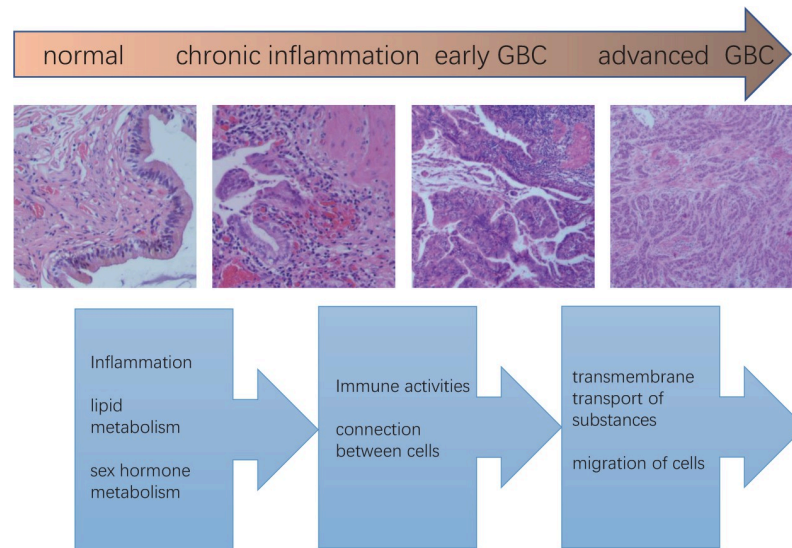 normal chronic inflammation early GBC advanced GBC
Inflammation
lipid
metabolism
sex hormone
metabolism
Immune activities
connection
between cells
transmembrane
transport of
substances
migration of cells